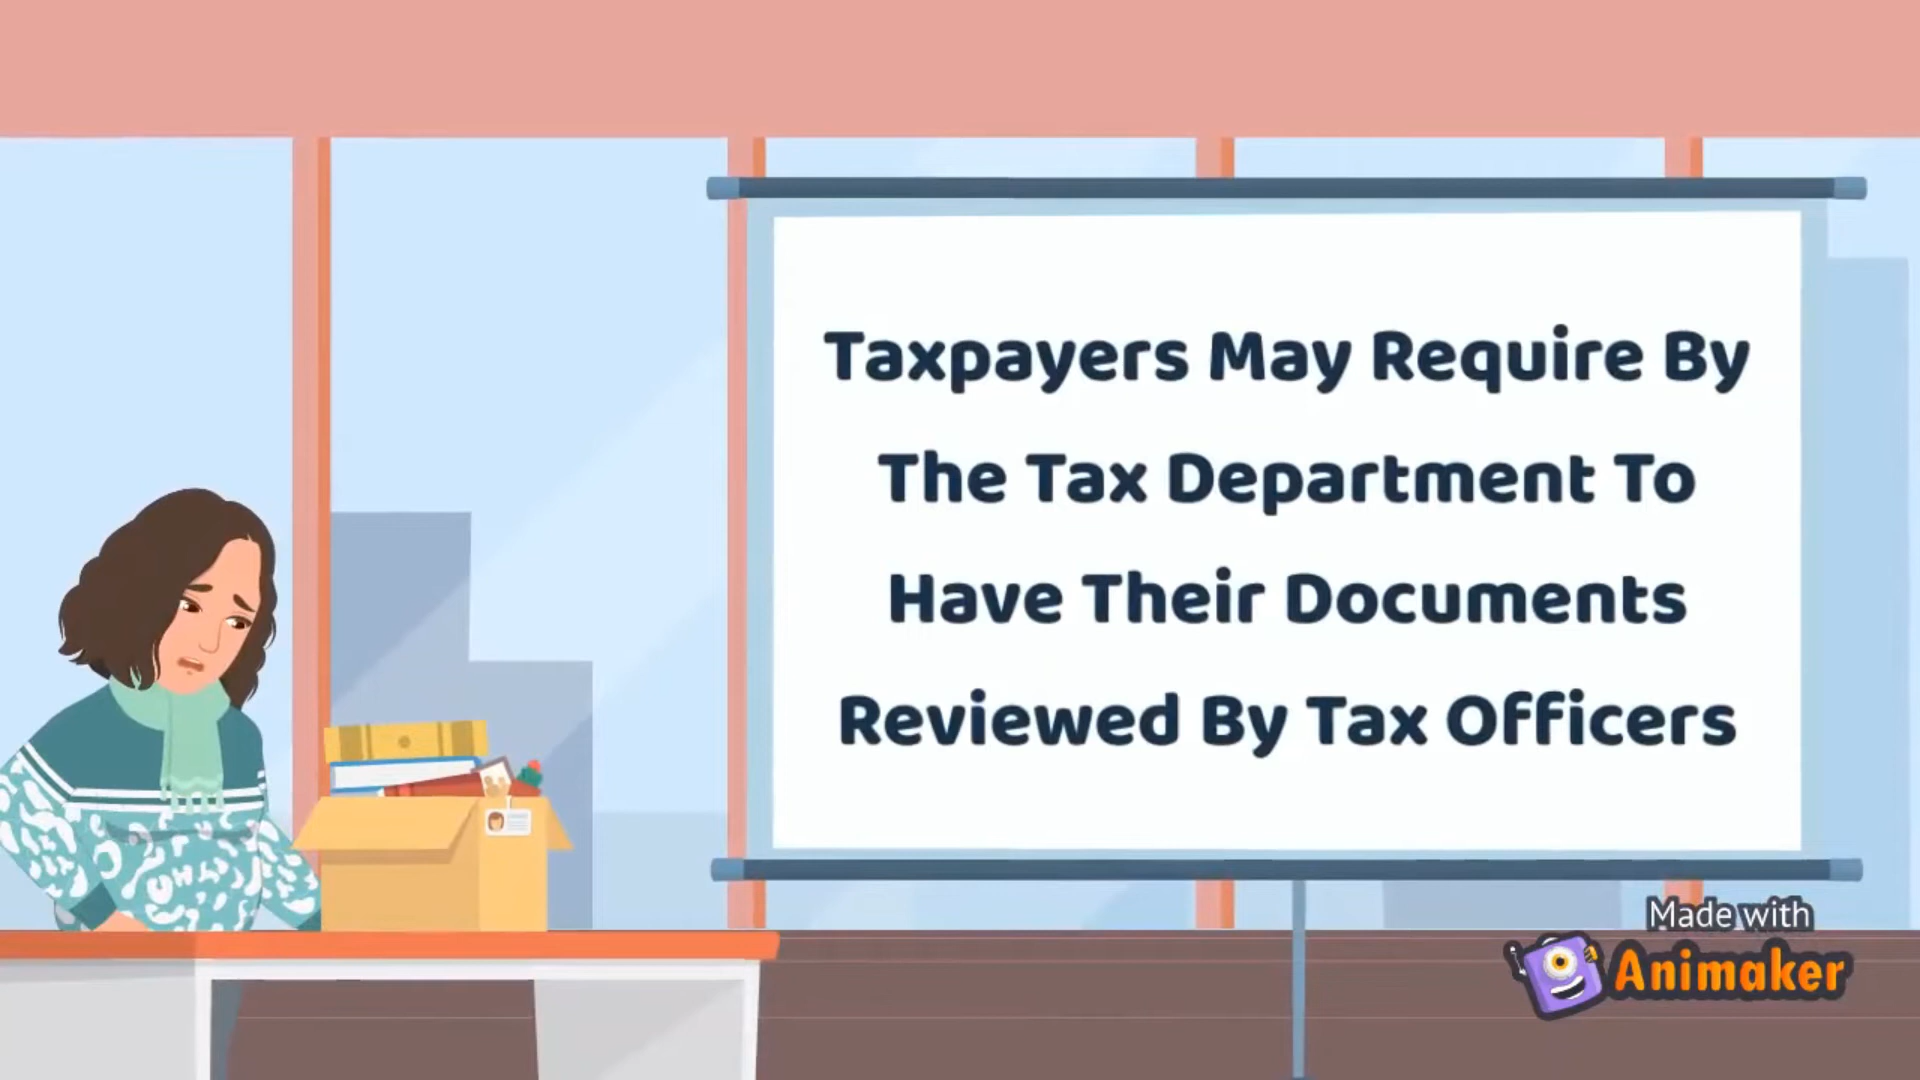 Taxpayers May Require By
The Tax Department To
Have Their Documents
Reviewed By Tax Officers
Made with
Animaker